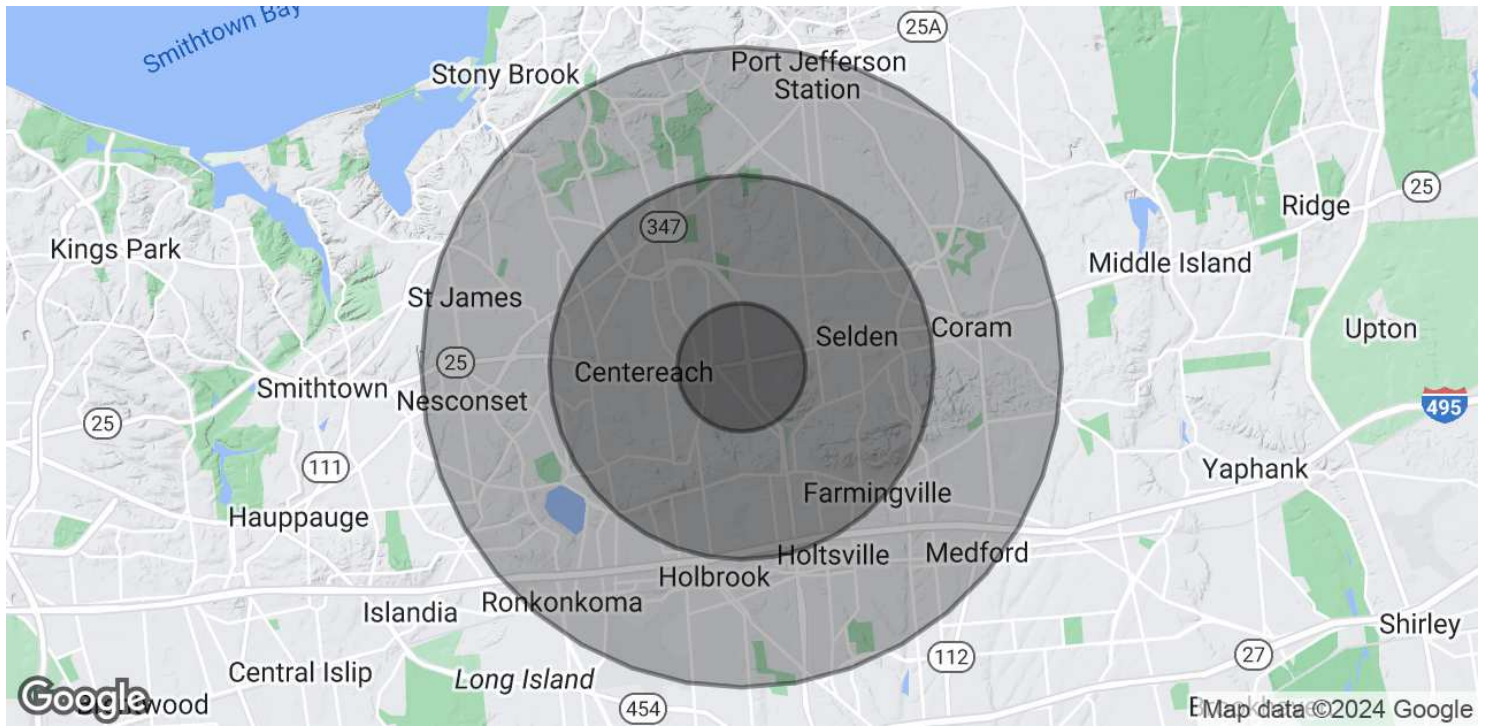 Smithtown Bay
25A
Port Jefferson
Station
Stony Brook
25
Ridge
347
Kings Park
Middle Island
St James
Selden
Coram
Upton
25
Centereach
Smithtown
Nesconset
495
25
111
Yaphank
Farmingville
Hauppauge
Holtsville
Medford
Holbrook
Ronkonkoma
Islandia
Shirley
112
27
Central Islip
Long Island
454
Google
Map data ©2024 Google